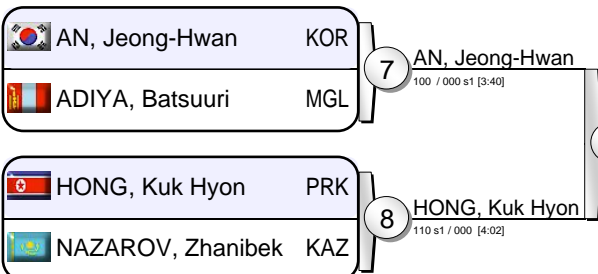 AN, Jeong-Hwan KOR
ADIYA, Batsuuri MGL
7
AN, Jeong-Hwan
100 / 000 s1 [3:40]
HONG, Kuk Hyon PRK
NAZAROV, Zhanibek KAZ
8
HONG, Kuk Hyon
110 s1 / 000 [4:02]